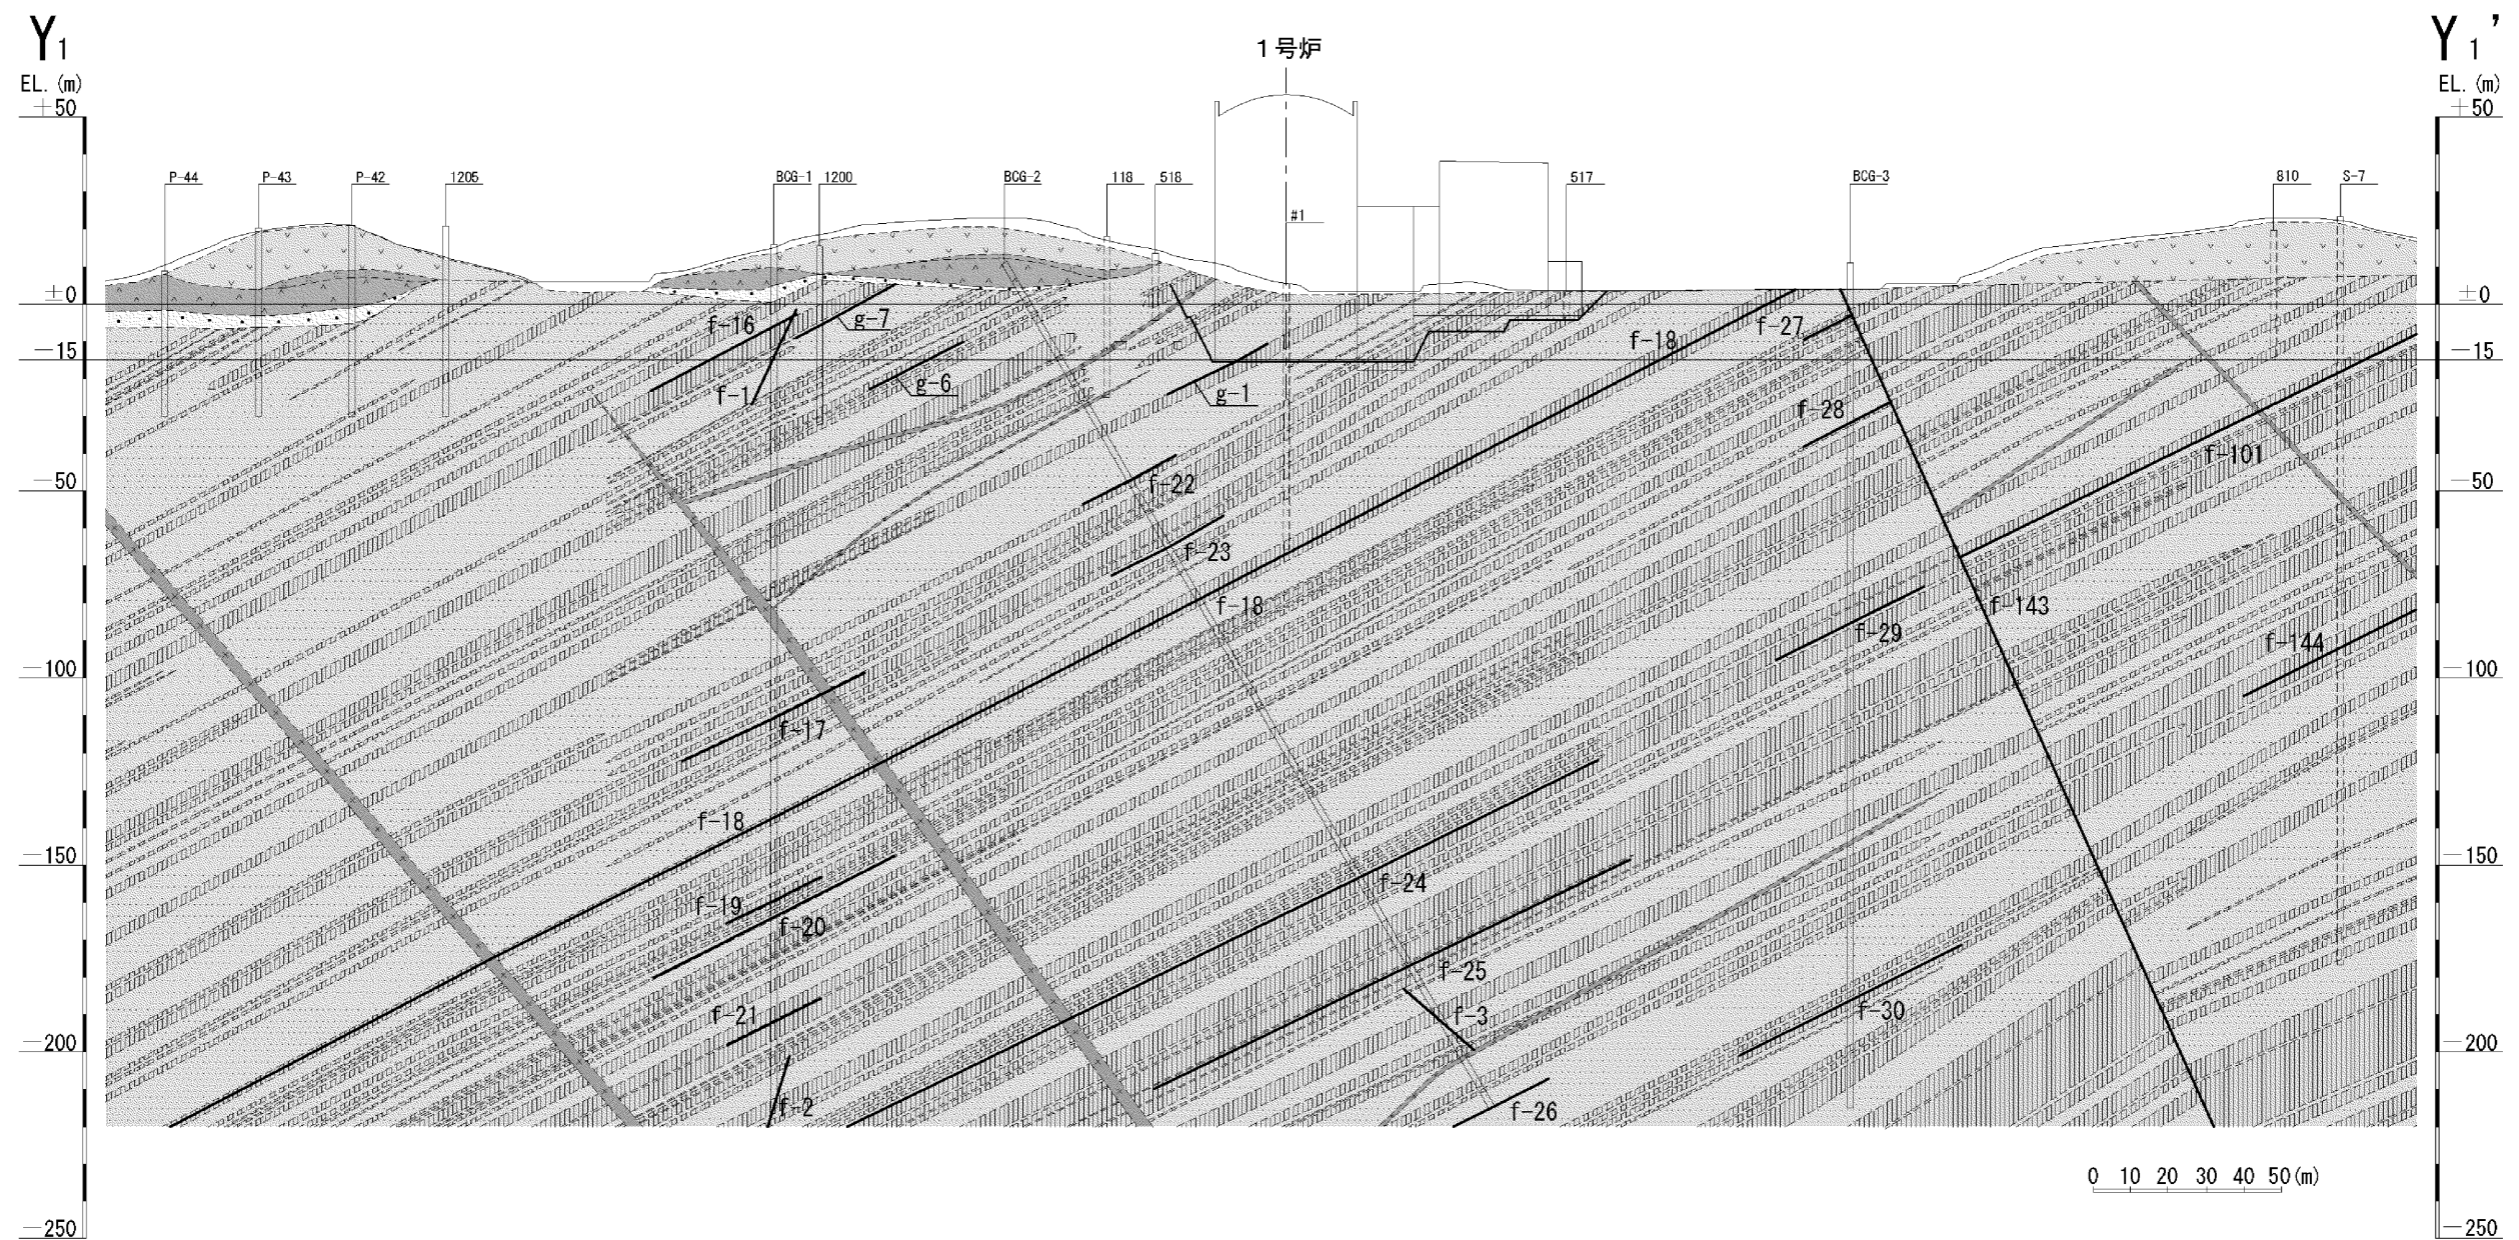 Y1
Y1'
1号炉
EL. (m)
EL. (m)
+50
+50
P-44
P-43
P-42
1205
BCG-1
1200
BCG-2
118
518
517
BCG-3
810
S-7
#1
±0
±0
f-16
g-7
f-27
f-18
-15
-15
f-1
g-6
g-1
f-28
f-101
-50
-50
f-22
f-23
f-18
f-143
f-29
f-144
-100
-100
f-17
f-18
-150
-150
f-24
f-19
f-20
f-25
f-21
f-3
f-30
-200
-200
f-2
f-26
0 10 20 30 40 50(m)
-250
-250